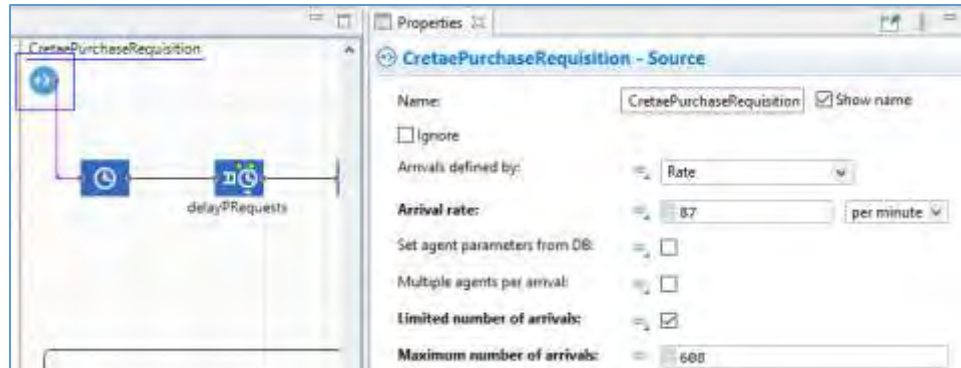 Properties
CretaePurchaseRequisition
CretaePurchaseRequisition - Source
Name:
CretaePurchaseRequisition
Show name
Ignore
Arrivals defined by:
Rate
Arrival rate:
87
per minute
Set agent parameters from DB:
Multiple agents per arrival:
Limited number of arrivals:
Maximum number of arrivals:
608
delayPRequests